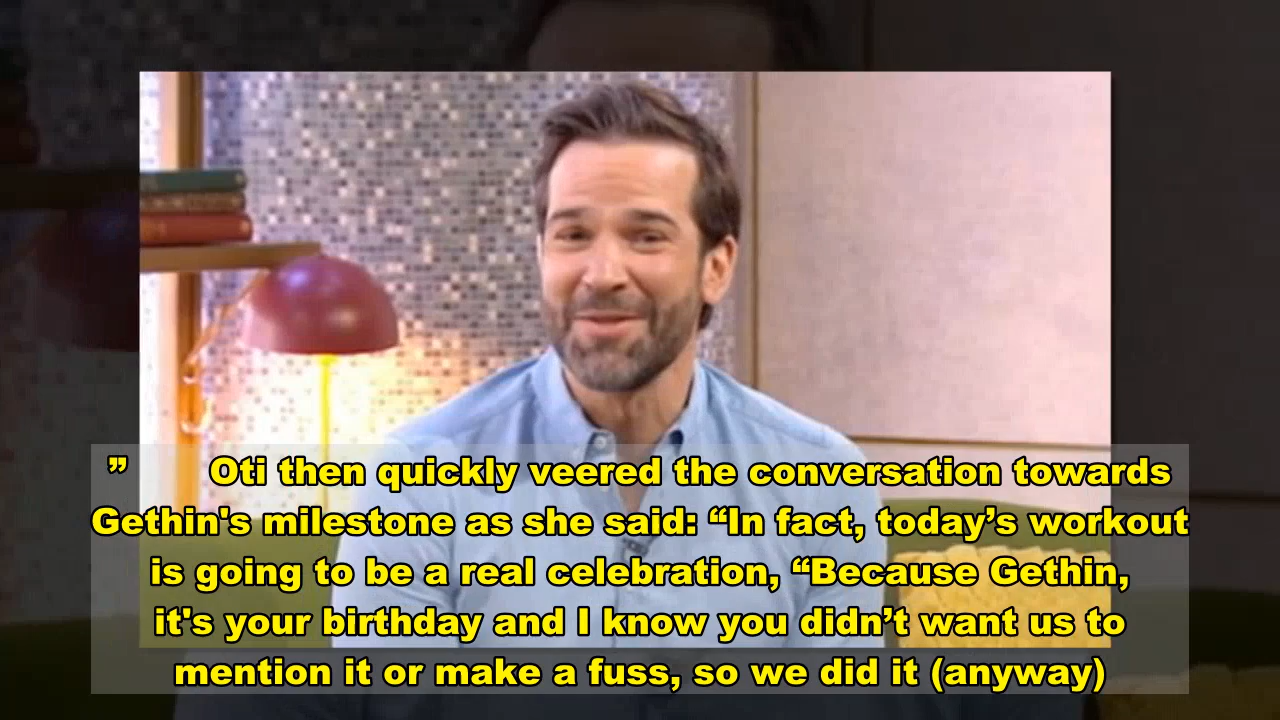 ” Oti then quickly veered the conversation towards
Gethin's milestone as she said: “In fact, today’s workout
is going to be a real celebration, “Because Gethin,
it's your birthday and I know you didn’t want us to
mention it or make a fuss, so we did it (anyway)